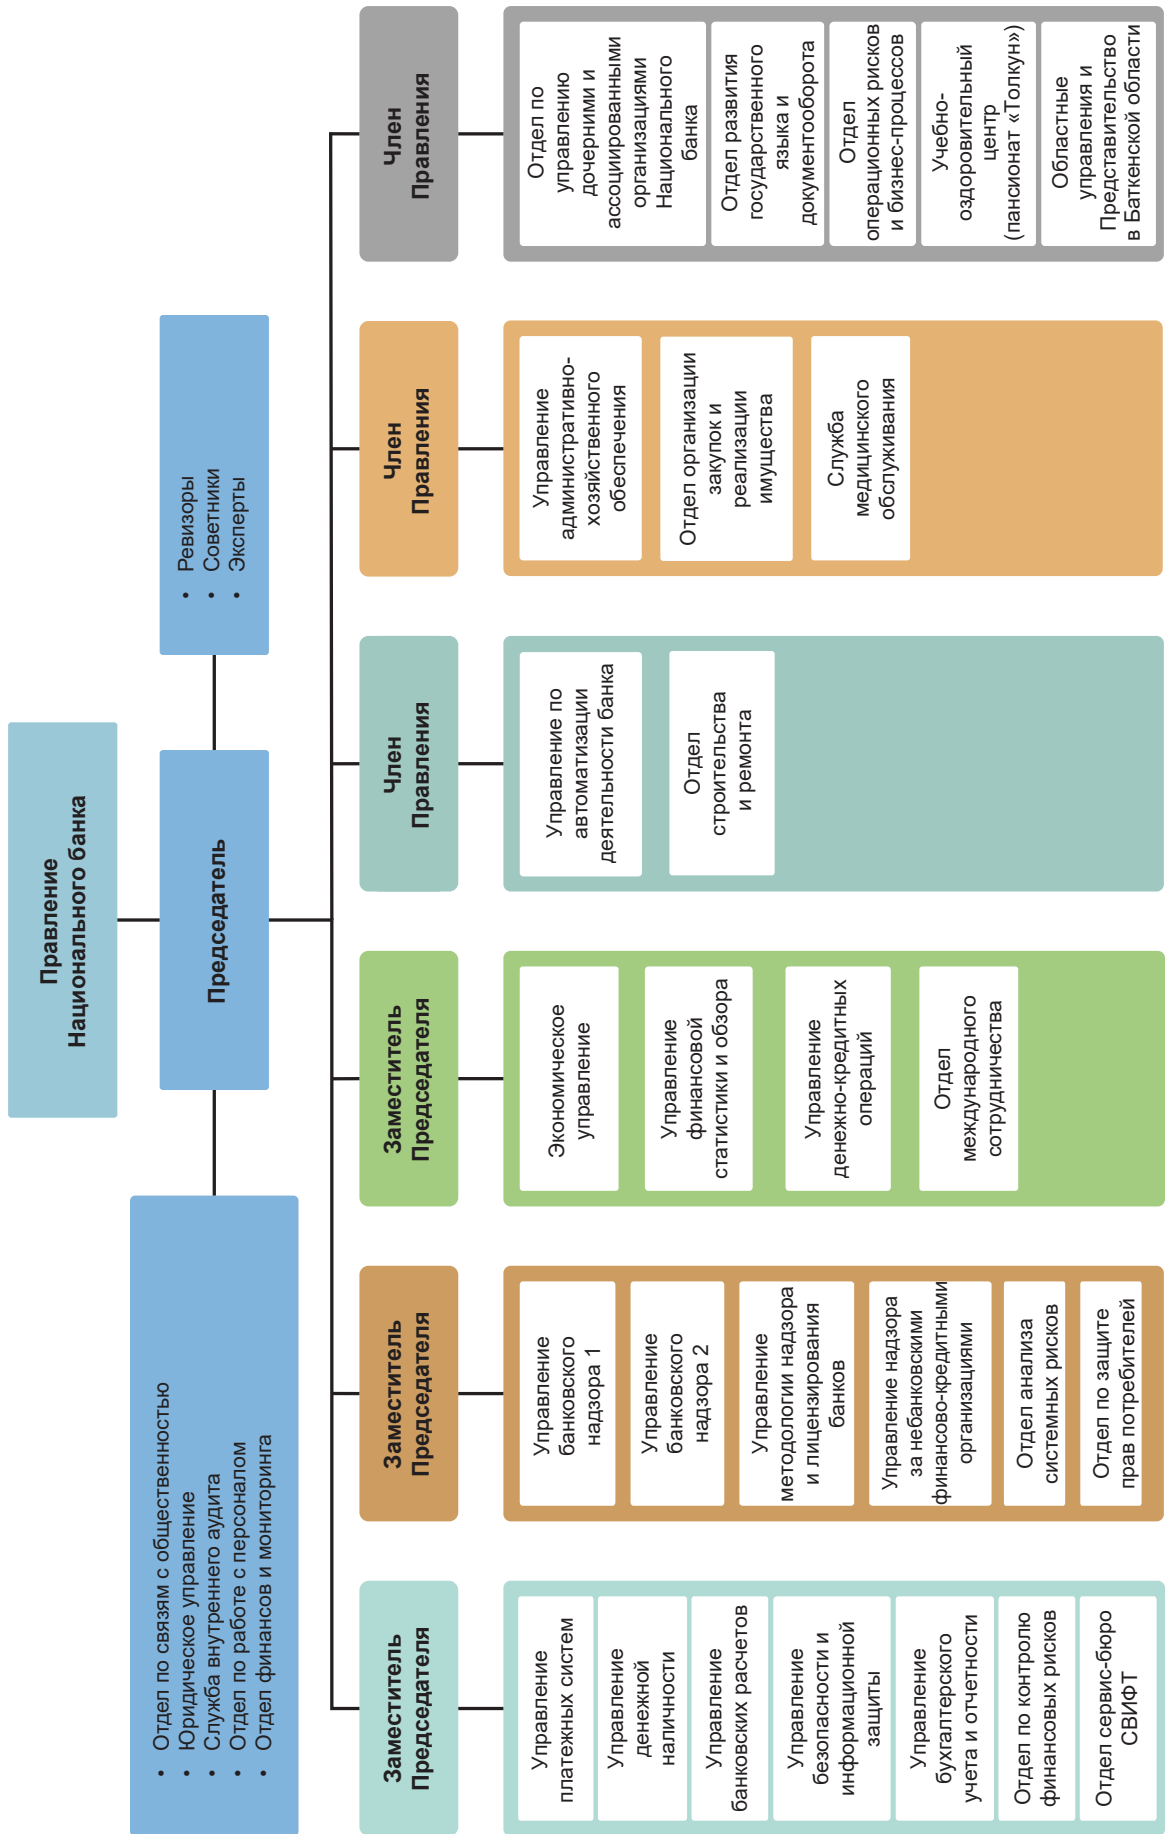 Правление
Национального банка
• Отдел по связям с общественностью
• Юридическое управление
• Служба внутреннего аудита
• Отдел по работе с персоналом
• Отдел финансов и мониторинга
Председатель
• Ревизоры
• Советники
• Эксперты
Заместитель
Председателя
Управление
платежных систем
Управление
денежной
наличности
Управление
банковских расчетов
Управление
безопасности и
информационной
защиты
Управление
бухгалтерского
учета и отчетности
Отдел по контролю
финансовых рисков
Отдел сервис-бюро
СВИФТ
Заместитель
Председателя
Управление
банковского
надзора 1
Управление
банковского
надзора 2
Управление
методологии надзора
и лицензирования
банков
Управление надзора
за небанковскими
финансово-кредитными
организациями
Отдел анализа
системных рисков
Отдел по защите
прав потребителей
Заместитель
Председателя
Экономическое
управление
Управление
финансовой
статистики и обзора
Управление
денежно-кредитных
операций
Отдел
международного
сотрудничества
Член
Правления
Управление по
автоматизации
деятельности банка
Отдел
строительства
и ремонта
Член
Правления
Управление
административно-
хозяйственного
обеспечения
Отдел организации
закупок и
реализации
имущества
Служба
медицинского
обслуживания
Член
Правления
Отдел по
управлению
дочерними и
ассоциированными
организациями
Национального
банка
Отдел развития
государственного
языка и
документооборота
Отдел
операционных рисков
и бизнес-процессов
Учебно-
оздоровительный
центр
(пансионат «Толкун»)
Областные
управления и
Представительство
в Баткенской области